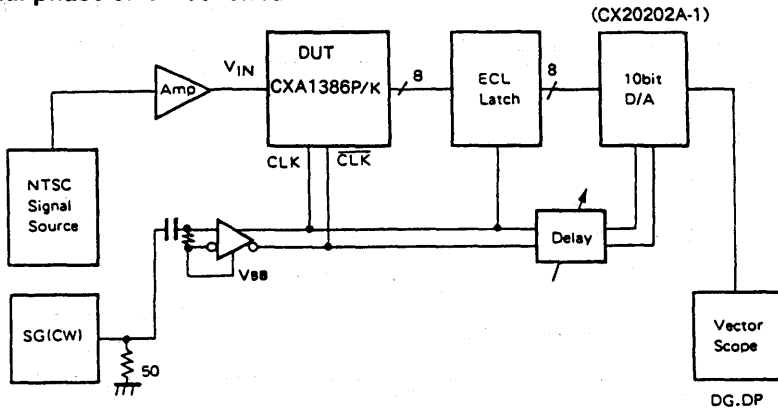 (CX20202A-1)
DUT
CXA1386P/K
VIN
Amp
8
ECL
Latch
8
10bit
D/A
CLK
CLK
NTSC
Signal
Source
VBB
Delay
SG(CW)
50
Vector
Scope
DG.DP